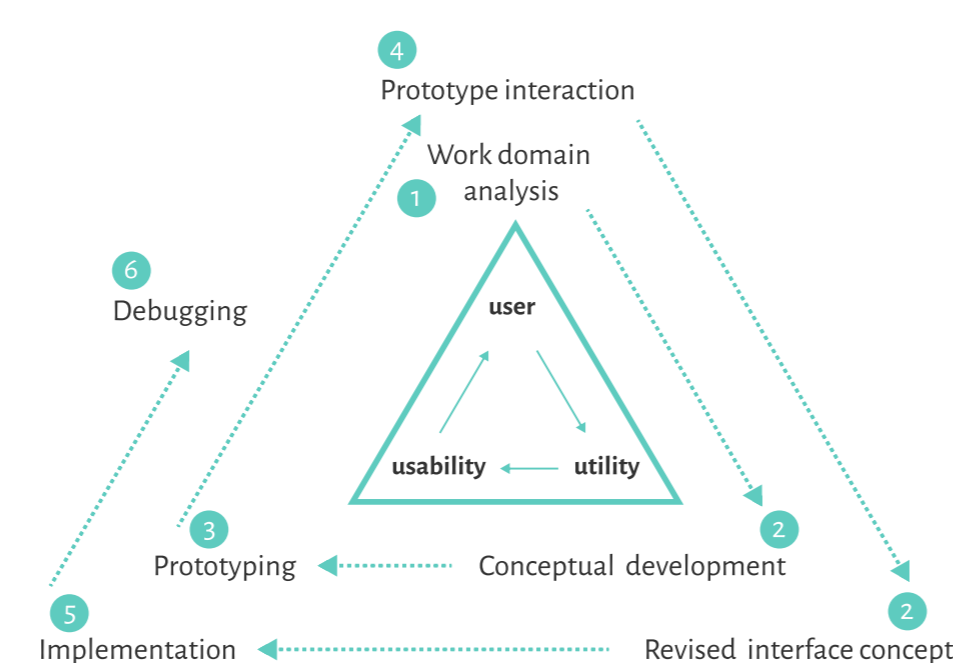 4
Prototype interaction
Work domain
analysis
1
6
Debugging
user
usability
utility
3
Prototyping
2
Conceptual development
5
Implementation
2
Revised interface concept